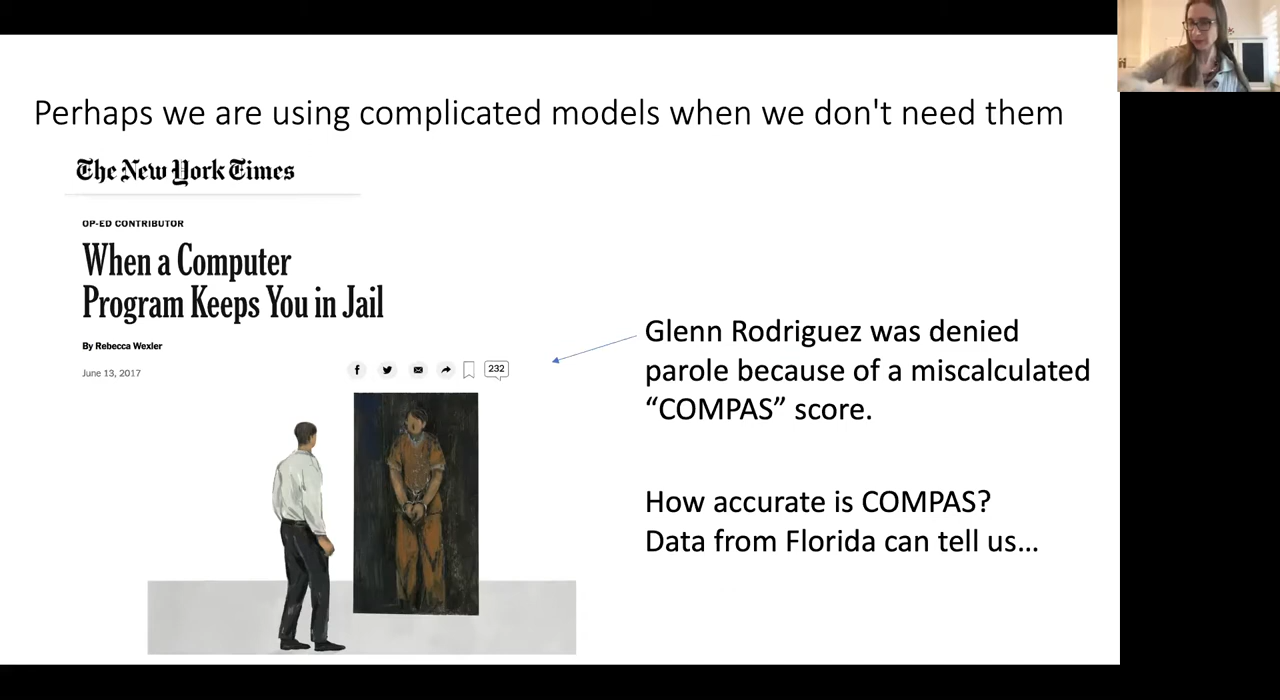 Perhaps we are using complicated models when we don't need them
The New York Times
OP-ED CONTRIBUTOR
When a Computer
Program Keeps You in Jail
By Rebecca Wexler
June 13, 2017
232
Glenn Rodriguez was denied
parole because of a miscalculated
“COMPAS” score.
How accurate is COMPAS?
Data from Florida can tell us…